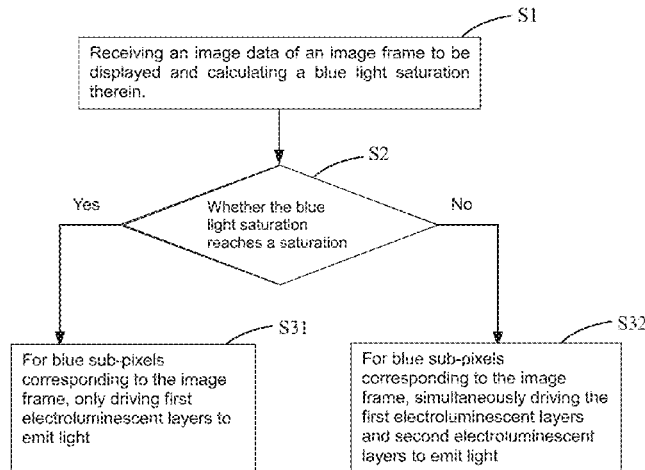 S1
Receiving an image data of an image frame to be
displayed and calculating a blue light saturation
therein.
S2
Yes
Whether the blue
light saturation
reaches a saturation
No
S31
For blue sub-pixels
corresponding to the image
frame, only driving first
electroluminescent layers to
emit light
S32
For blue sub-pixels
corresponding to the image
frame, simultaneously driving the
first electroluminescent layers
and second electroluminescent
layers to emit light